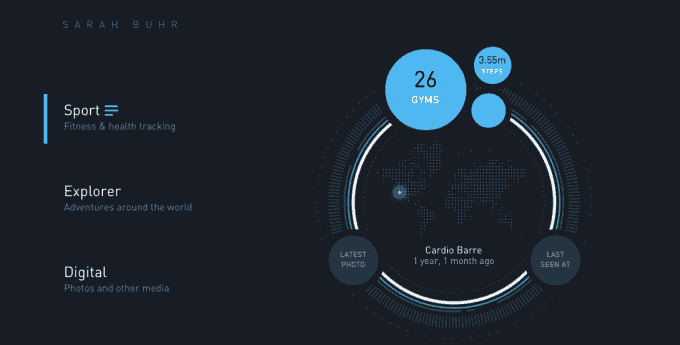 SARAH BUHR
Sport
Fitness & health tracking
Explorer
Adventures around the world
Digital
Photos and other media
26
GYMS
3.55m
STEPS
Cardio Barre
1 year, 1 month ago
LATEST
PHOTO
LAST
SEEN AT